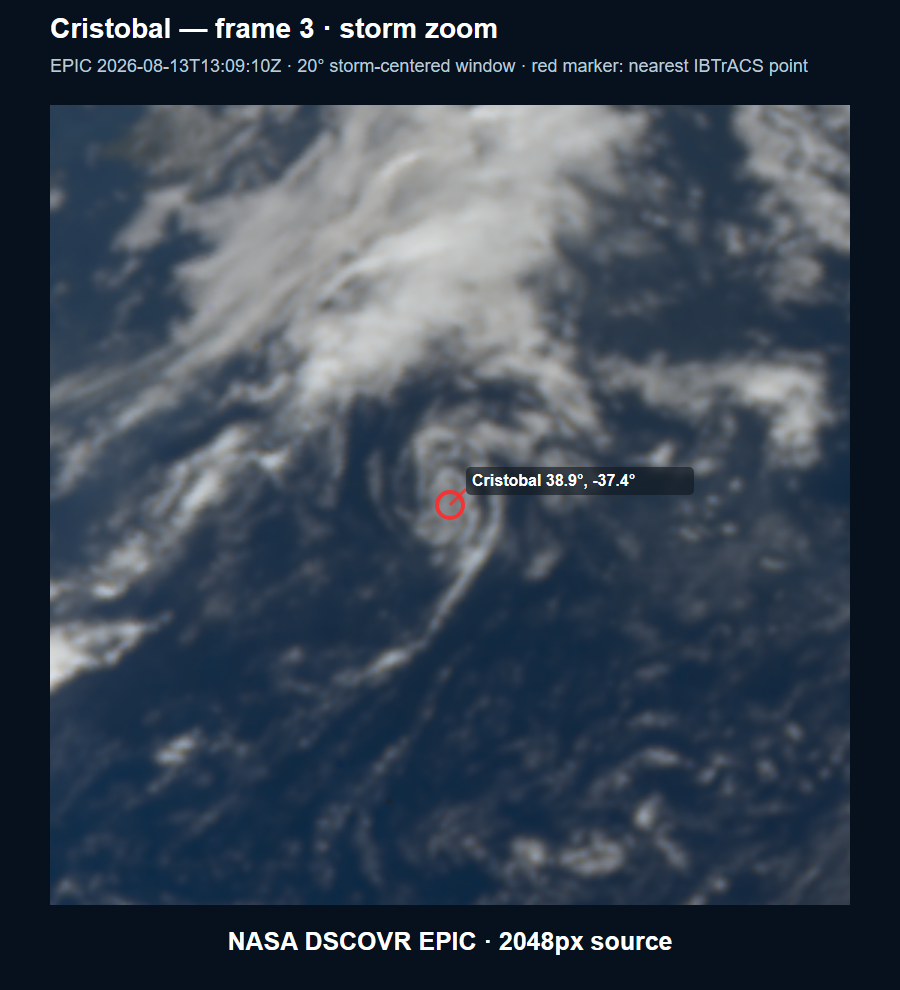 Cristobal — frame 3 · storm zoom
EPIC 2026-08-13T13:09:10Z · 20° storm-centered window · red marker: nearest IBTrACS point
Cristobal 38.9°, -37.4°
NASA DSCOVR EPIC · 2048px source